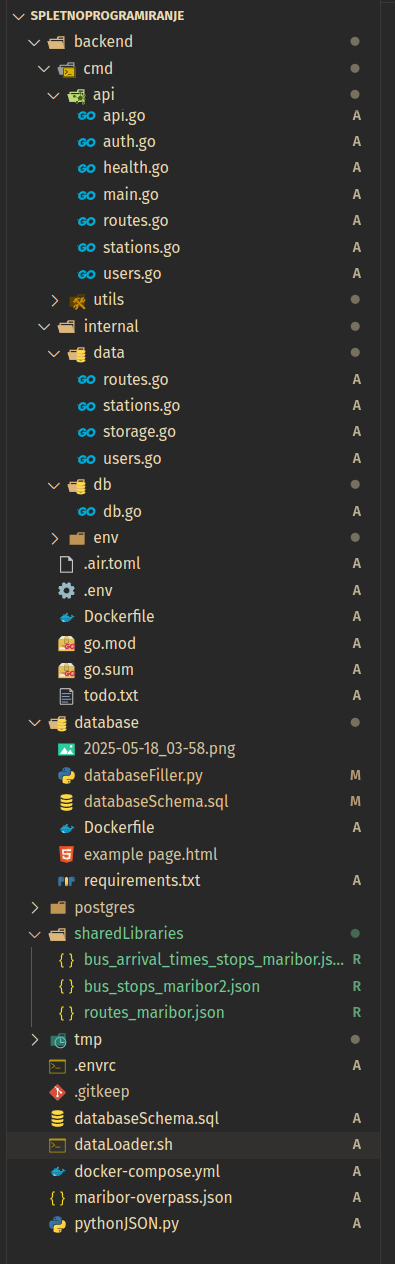 SPLETNOPROGRAMIRANJE
backend
cmd
api
api.go A
auth.go A
health.go A
main.go A
routes.go A
stations.go A
users.go A
utils
internal
data
routes.go A
stations.go A
storage.go A
users.go A
db
db.go A
env
.air.toml A
.env A
Dockerfile A
go.mod A
go.sum A
todo.txt A
database
2025-05-18_03-58.png
databaseFiller.py M
databaseSchema.sql M
Dockerfile A
example page.html
requirements.txt A
postgres
sharedLibraries
bus_arrival_times_stops_maribor.js... R
bus_stops_maribor2.json R
routes_maribor.json R
tmp
.envrc A
.gitkeep
databaseSchema.sql A
dataLoader.sh A
docker-compose.yml A
maribor-overpass.json A
pythonJSON.py A